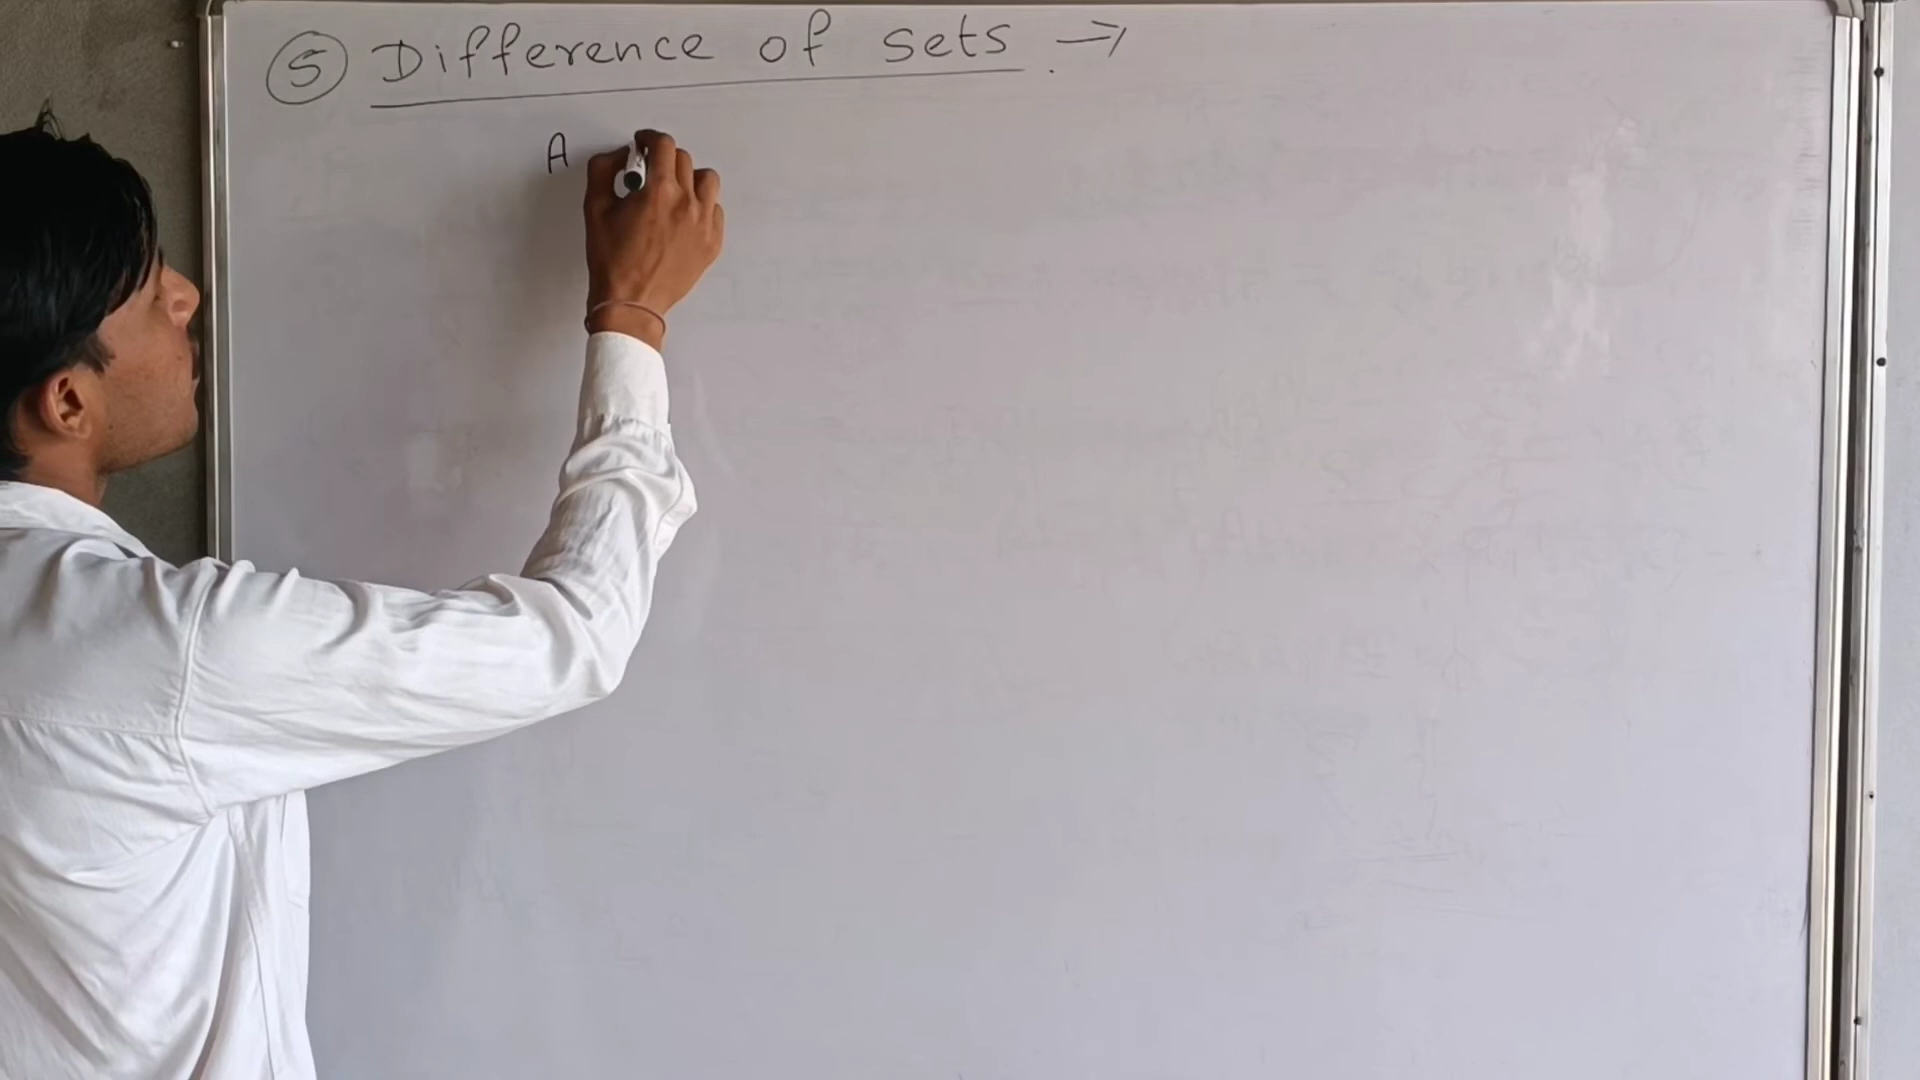 ⑤ Difference of sets →
A